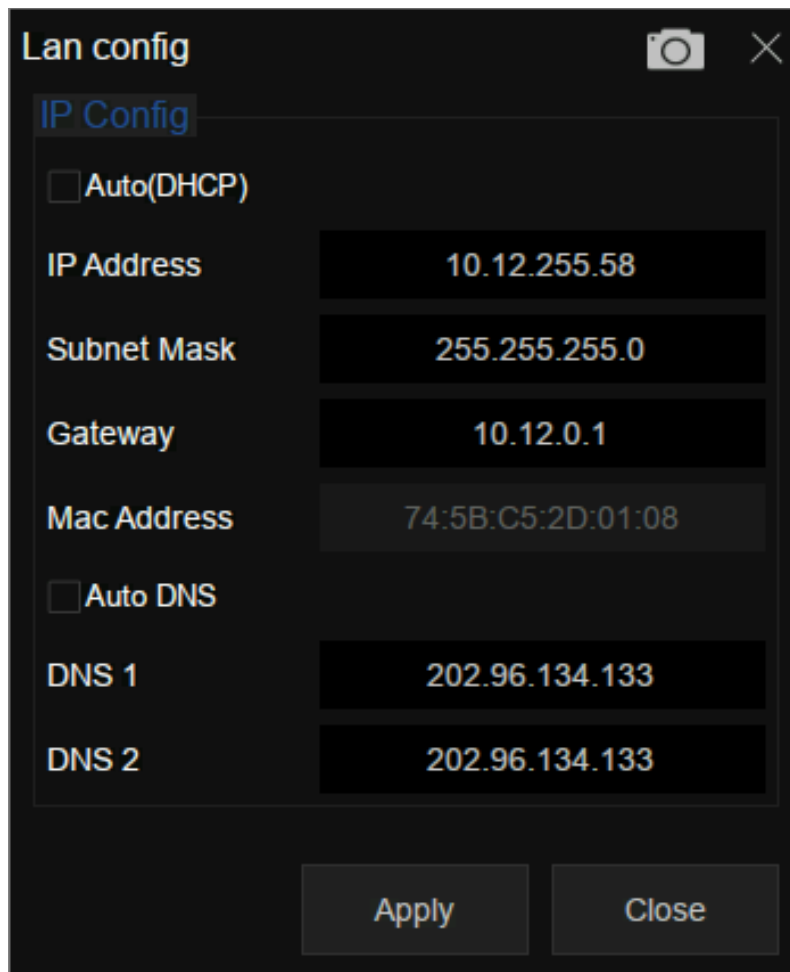 Lan config
IP Config
Auto(DHCP)
IP Address 10.12.255.58
Subnet Mask 255.255.255.0
Gateway 10.12.0.1
Mac Address 74:5B:C5:2D:01:08
Auto DNS
DNS 1 202.96.134.133
DNS 2 202.96.134.133
Apply Close